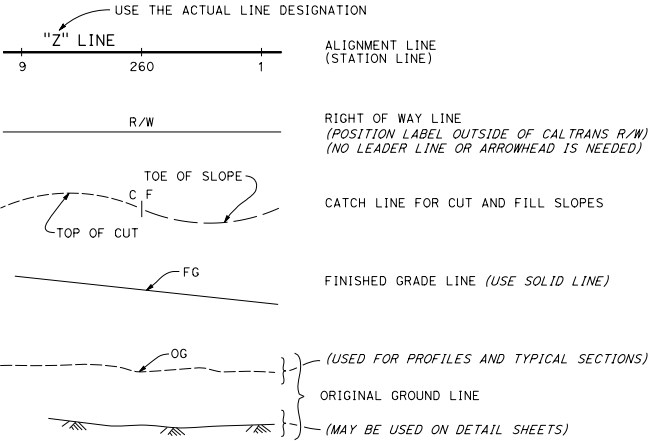 USE THE ACTUAL LINE DESIGNATION
"Z" LINE
9 260 1
ALIGNMENT LINE
(STATION LINE)
R/W
RIGHT OF WAY LINE
(POSITION LABEL OUTSIDE OF CALTRANS R/W)
(NO LEADER LINE OR ARROWHEAD IS NEEDED)
TOE OF SLOPE
C F
TOP OF CUT
CATCH LINE FOR CUT AND FILL SLOPES
FG
FINISHED GRADE LINE (USE SOLID LINE)
OG
(USED FOR PROFILES AND TYPICAL SECTIONS)
ORIGINAL GROUND LINE
(MAY BE USED ON DETAIL SHEETS)